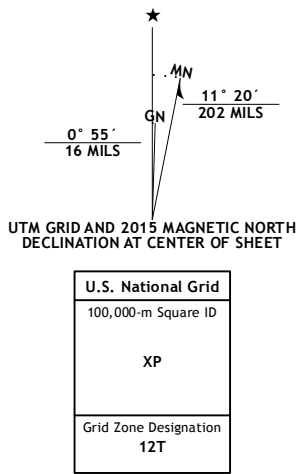 ★
MN
GN
11° 20´
202 MILS
0° 55´
16 MILS
UTM GRID AND 2015 MAGNETIC NORTH
DECLINATION AT CENTER OF SHEET
U.S. National Grid
100,000-m Square ID
XP
Grid Zone Designation
12T